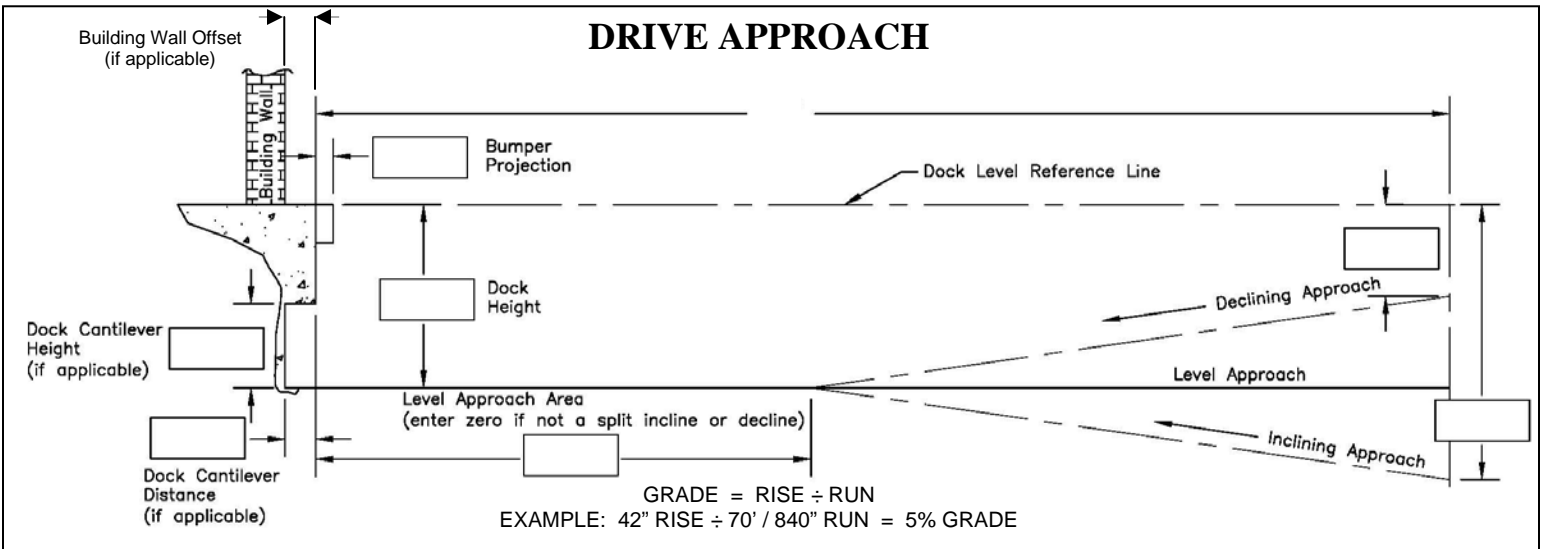 DRIVE APPROACH
Building Wall Offset
(if applicable)
Building Wall
Bumper
Projection
Dock Level Reference Line
Dock
Height
Declining Approach
Dock Cantilever
Height
(if applicable)
Level Approach
Level Approach Area
(enter zero if not a split incline or decline)
Inclining Approach
Dock Cantilever
Distance
(if applicable)
GRADE = RISE ÷ RUN
EXAMPLE: 42” RISE ÷ 70’ / 840” RUN = 5% GRADE